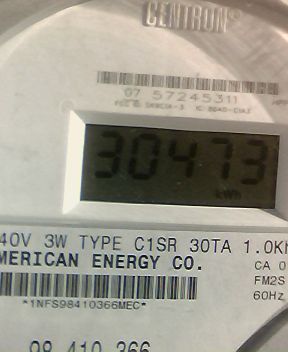 CENTRON®
07 57245311
30473
kWh
40V 3W TYPE C1SR 30TA 1.0K
MERICAN ENERGY CO.
CA 0
FM2S
60Hz
*1NFS98410366MEC*
98 410 366